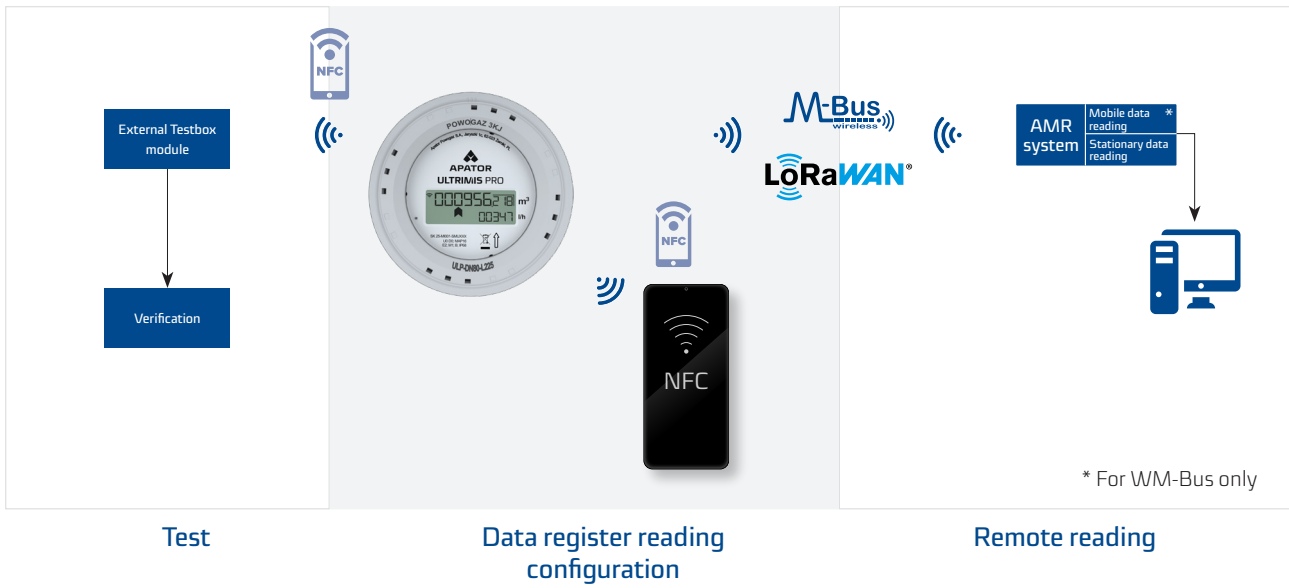 NFC
External Testbox
module
Verification
POWOGAZ 3KJ
APATOR
ULTRIMIS PRO
000956,218 m³
00347 l/h
ULP-DN80-L225
M-Bus
wireless
LoRaWAN®
NFC
NFC
AMR
system
Mobile data *
reading
Stationary data
reading
* For WM-Bus only
Test
Data register reading
configuration
Remote reading